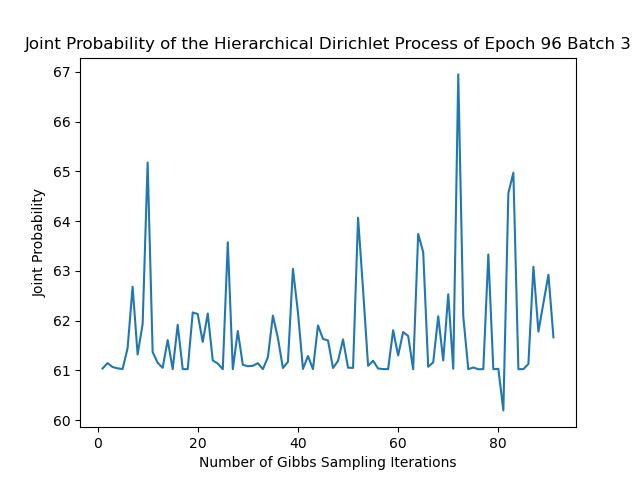 Joint Probability of the Hierarchical Dirichlet Process of Epoch 96 Batch 3
67
66
65
64
63
62
61
60
Joint Probability
0 20 40 60 80
Number of Gibbs Sampling Iterations